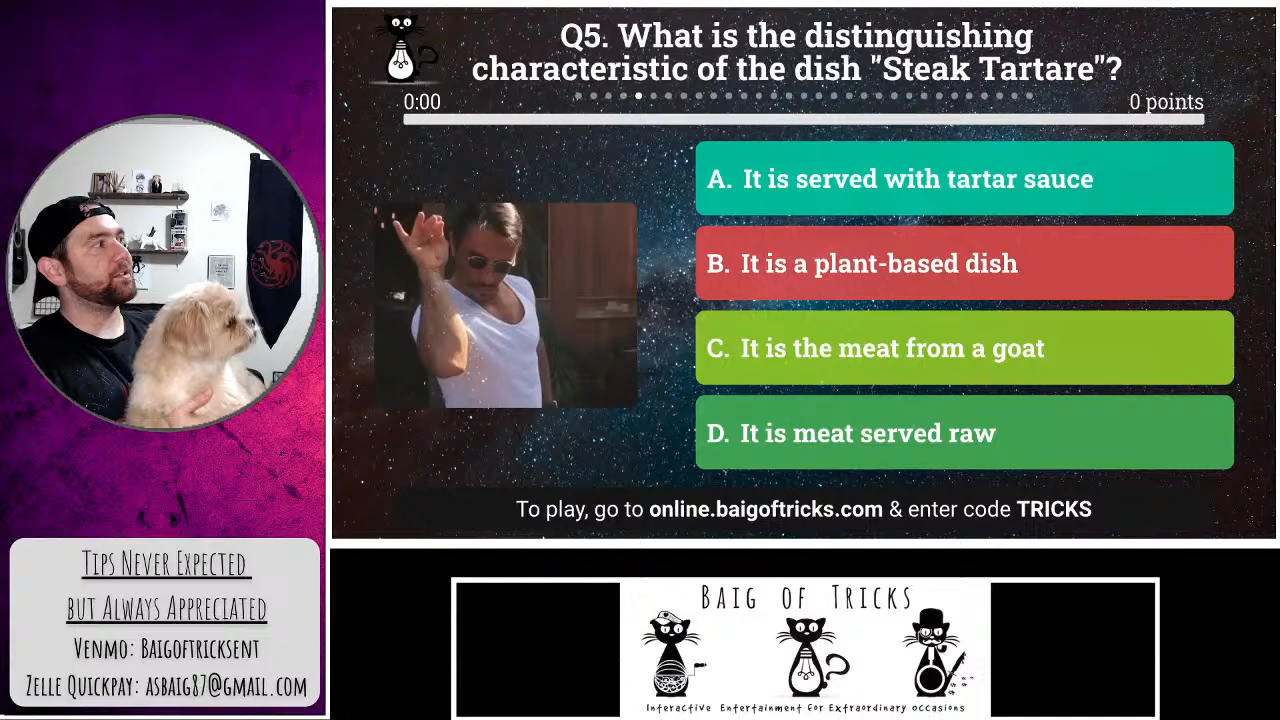 Q5. What is the distinguishing
characteristic of the dish "Steak Tartare"?
0:00
0 points
A. It is served with tartar sauce
B. It is a plant-based dish
C. It is the meat from a goat
D. It is meat served raw
To play, go to online.baigoftricks.com & enter code TRICKS
Tips Never Expected
but Always Appreciated
Venmo: Baigoftricksent
Zelle Quickpay: asbaig87@gmail.com
Baig of Tricks
Interactive Entertainment for Extraordinary Occasions